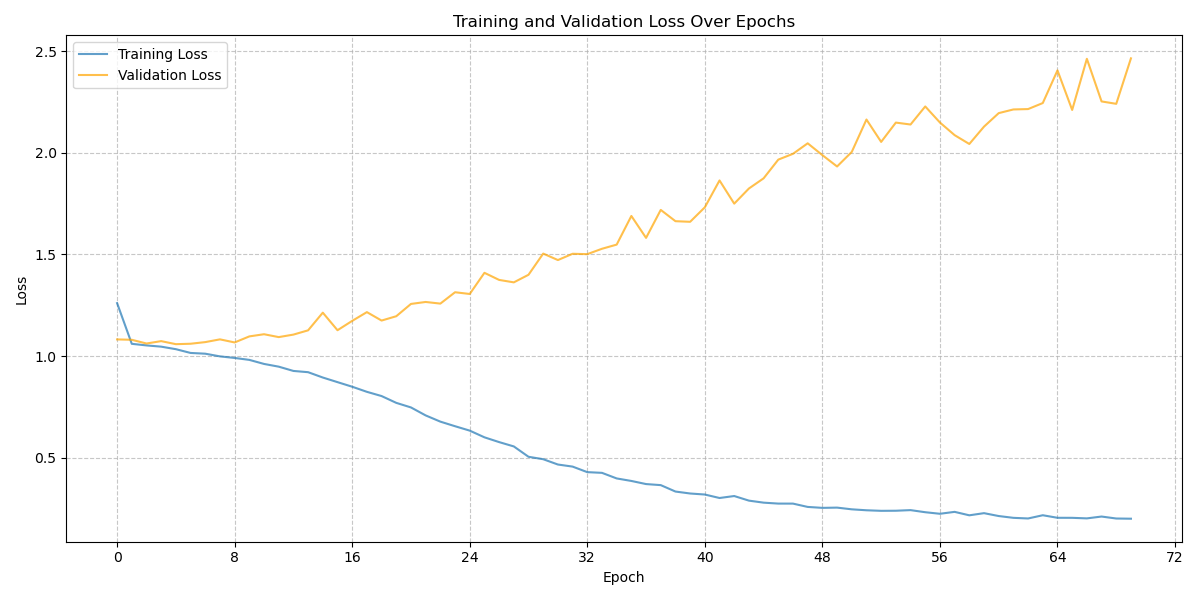 Training and Validation Loss Over Epochs
Training Loss
Validation Loss
2.5
2.0
1.5
1.0
0.5
Loss
0 8 16 24 32 40 48 56 64 72
Epoch